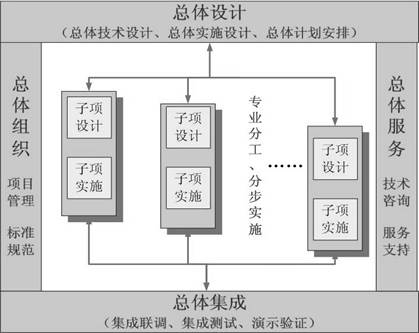 总体设计
（总体技术设计、总体实施设计、总体计划安排）
总体组织
项目
管理
标准
规范
子项
设计
子项
实施
子项
设计
子项
实施
专业分工、分步实施
……
子项
设计
子项
实施
总体服务
技术
咨询
服务
支持
总体集成
（集成联调、集成测试、演示验证）